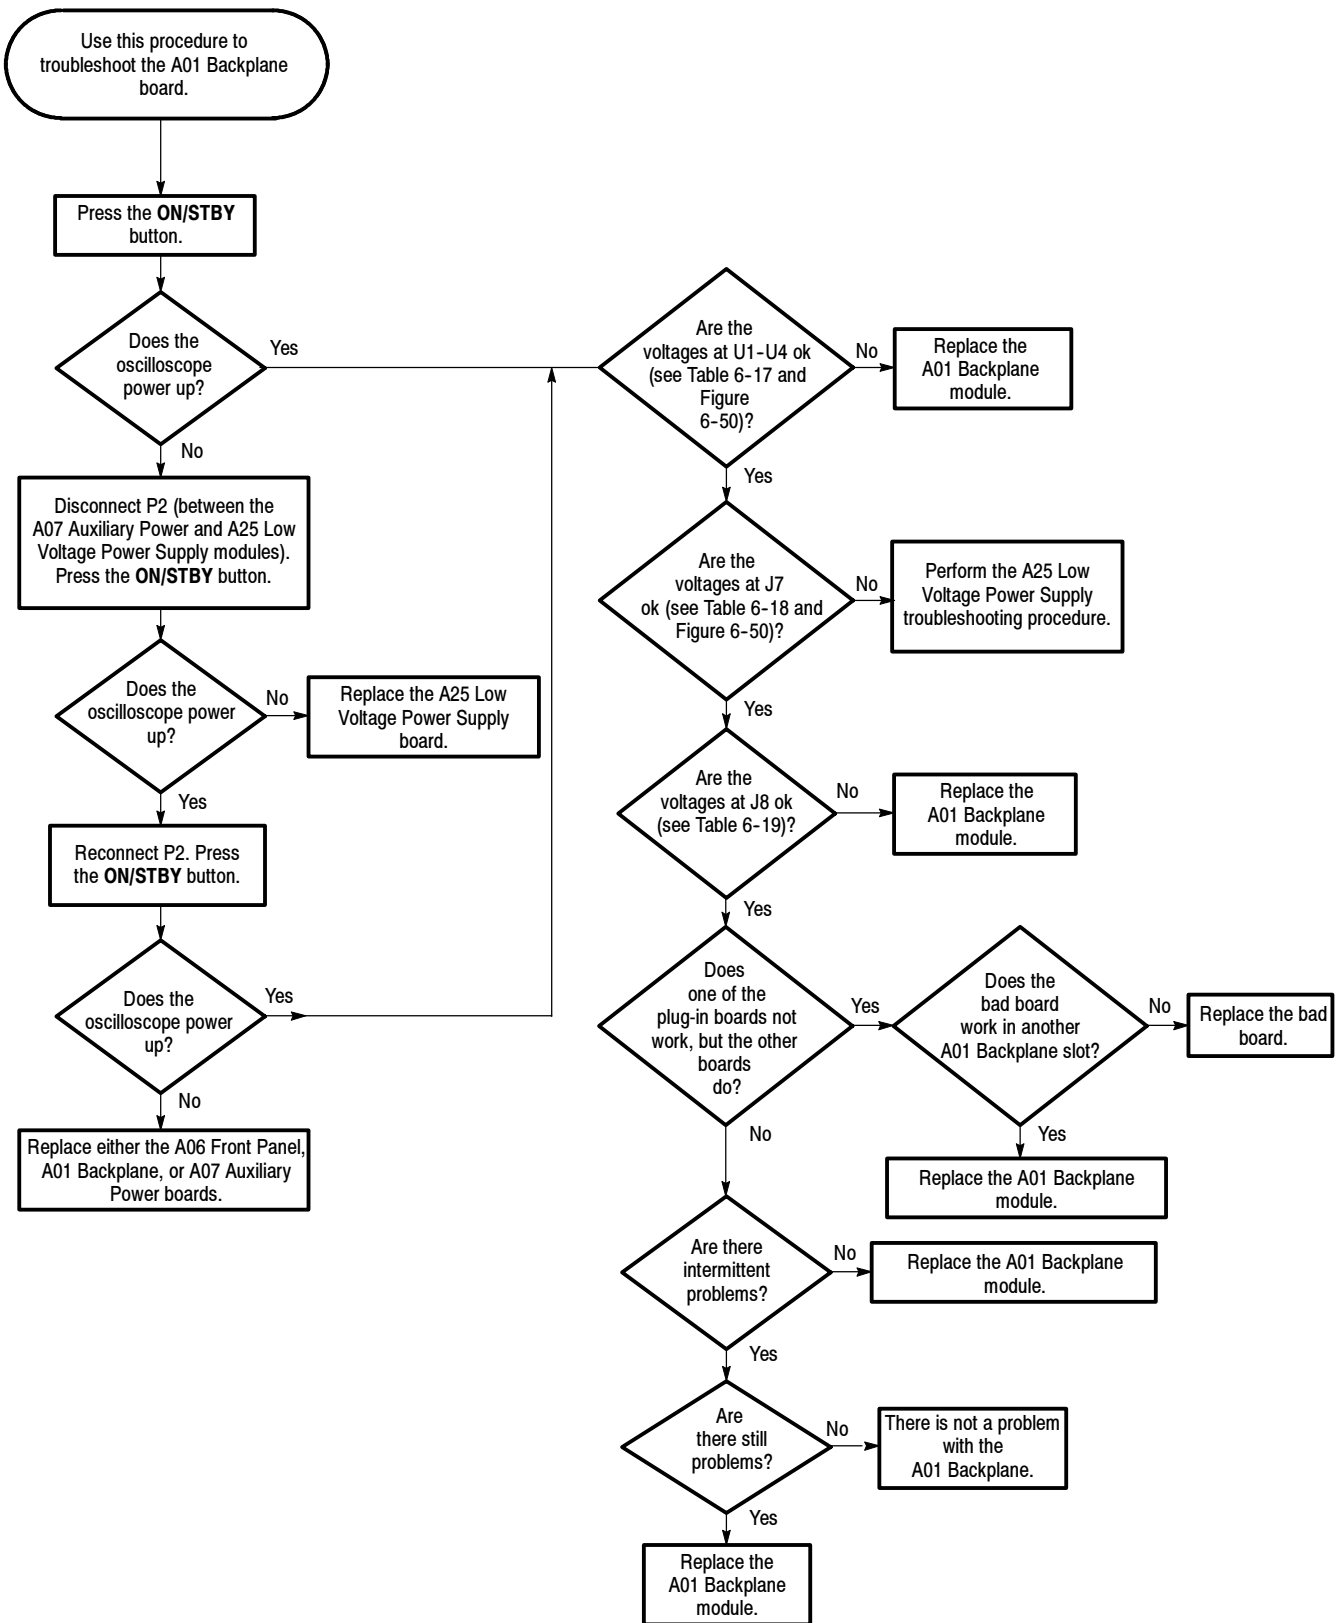 Use this procedure to
troubleshoot the A01 Backplane
board.
Press the ON/STBY
button.
Does the
oscilloscope
power up?
Yes
No
Disconnect P2 (between the
A07 Auxiliary Power and A25 Low
Voltage Power Supply modules).
Press the ON/STBY button.
Does the
oscilloscope power
up?
No
Replace the A25 Low
Voltage Power Supply
board.
Yes
Reconnect P2. Press
the ON/STBY button.
Does the
oscilloscope power
up?
Yes
No
Replace either the A06 Front Panel,
A01 Backplane, or A07 Auxiliary
Power boards.
Are the
voltages at U1-U4 ok
(see Table 6-17 and
Figure
6-50)?
No
Replace the
A01 Backplane
module.
Yes
Are the
voltages at J7
ok (see Table 6-18 and
Figure 6-50)?
No
Perform the A25 Low
Voltage Power Supply
troubleshooting procedure.
Yes
Are the
voltages at J8 ok
(see Table 6-19)?
No
Replace the
A01 Backplane
module.
Yes
Does
one of the
plug-in boards not
work, but the other
boards
do?
Yes
Does the
bad board
work in another
A01 Backplane slot?
No
Replace the bad
board.
Yes
Replace the A01 Backplane
module.
No
Are there
intermittent
problems?
No
Replace the A01 Backplane
module.
Yes
Are
there still
problems?
No
There is not a problem
with the
A01 Backplane.
Yes
Replace the
A01 Backplane
module.